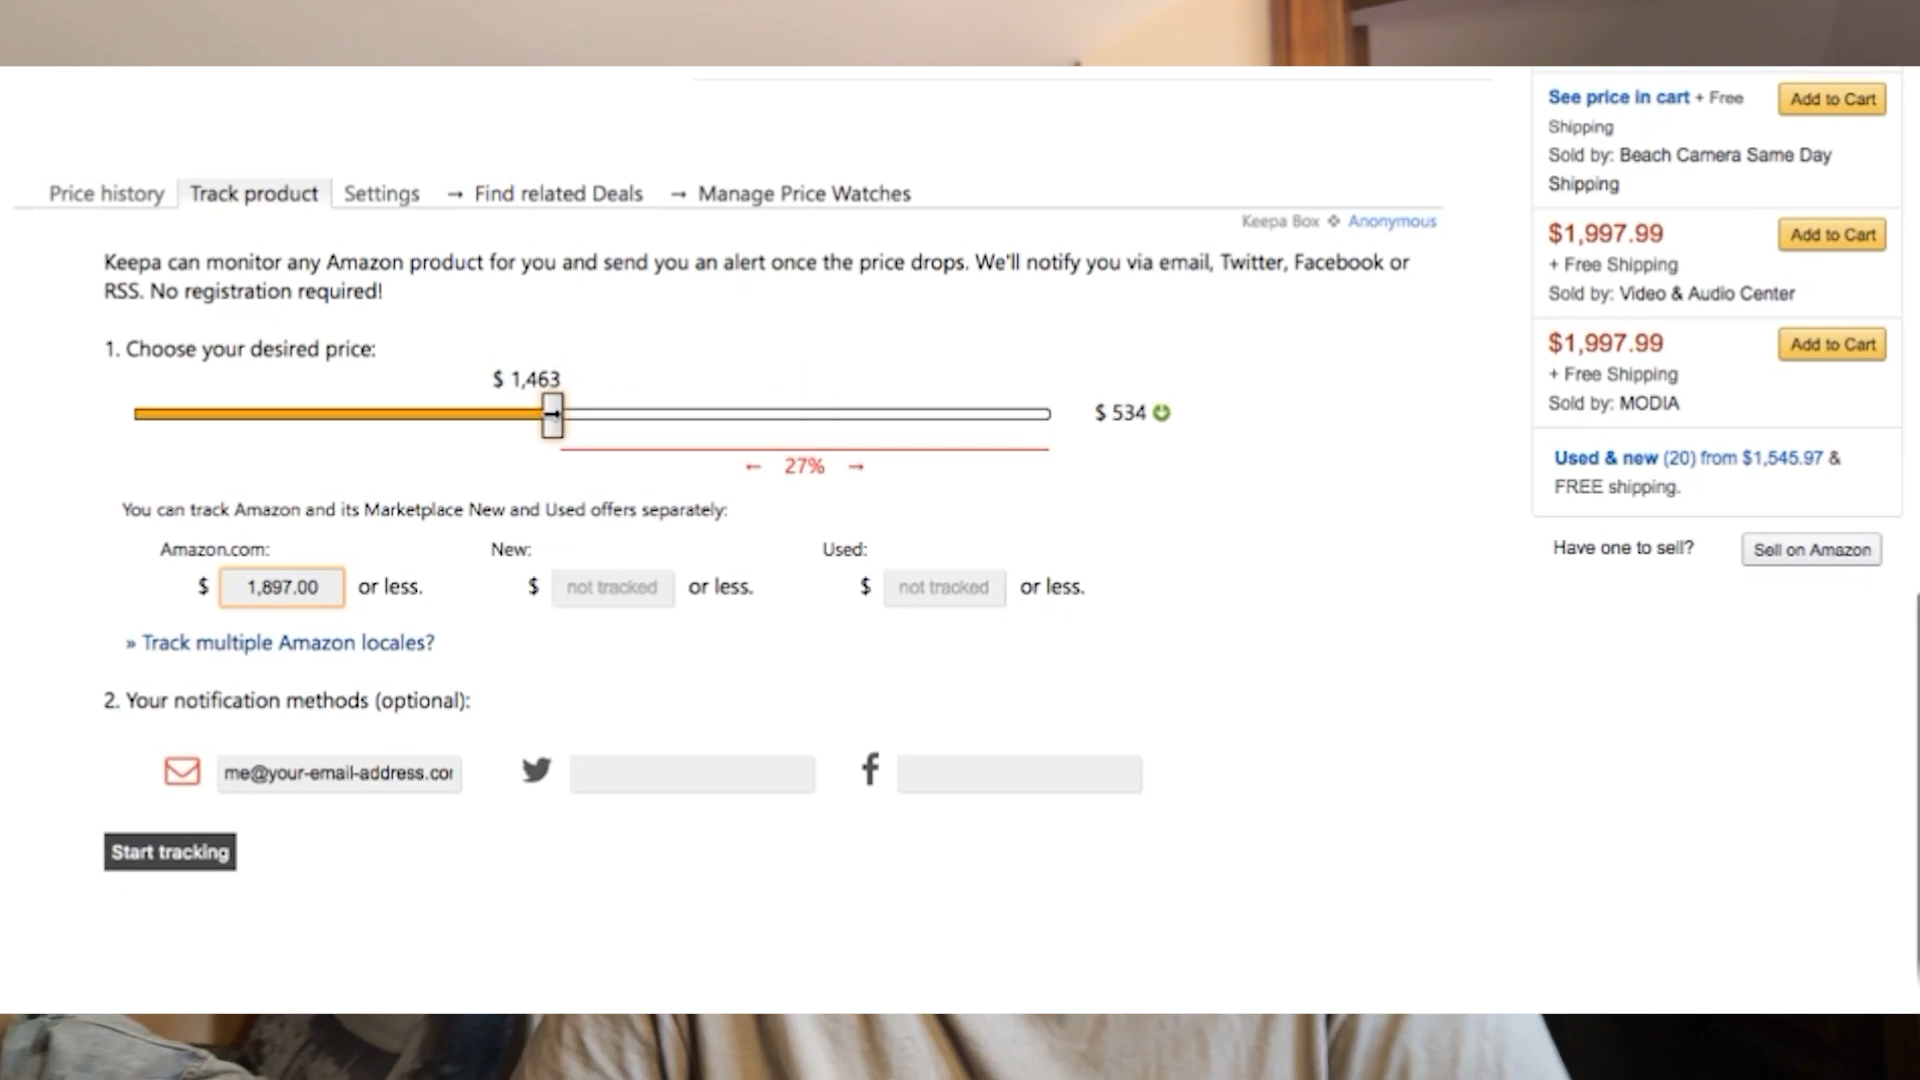 See price in cart + Free Add to Cart
Shipping
Sold by: Beach Camera Same Day
Shipping
$1,997.99 Add to Cart
+ Free Shipping
Sold by: Video & Audio Center
$1,997.99 Add to Cart
+ Free Shipping
Sold by: MODIA
Used & new (20) from $1,545.97 &
FREE shipping.
Have one to sell? Sell on Amazon
Price history Track product Settings → Find related Deals → Manage Price Watches
Keepa Box ❖ Anonymous
Keepa can monitor any Amazon product for you and send you an alert once the price drops. We'll notify you via email, Twitter, Facebook or
RSS. No registration required!
1. Choose your desired price:
$ 1,463
$ 534
← 27% →
You can track Amazon and its Marketplace New and Used offers separately:
Amazon.com: New: Used:
$ 1,897.00 or less. $ not tracked or less. $ not tracked or less.
» Track multiple Amazon locales?
2. Your notification methods (optional):
me@your-email-address.cor
Start tracking